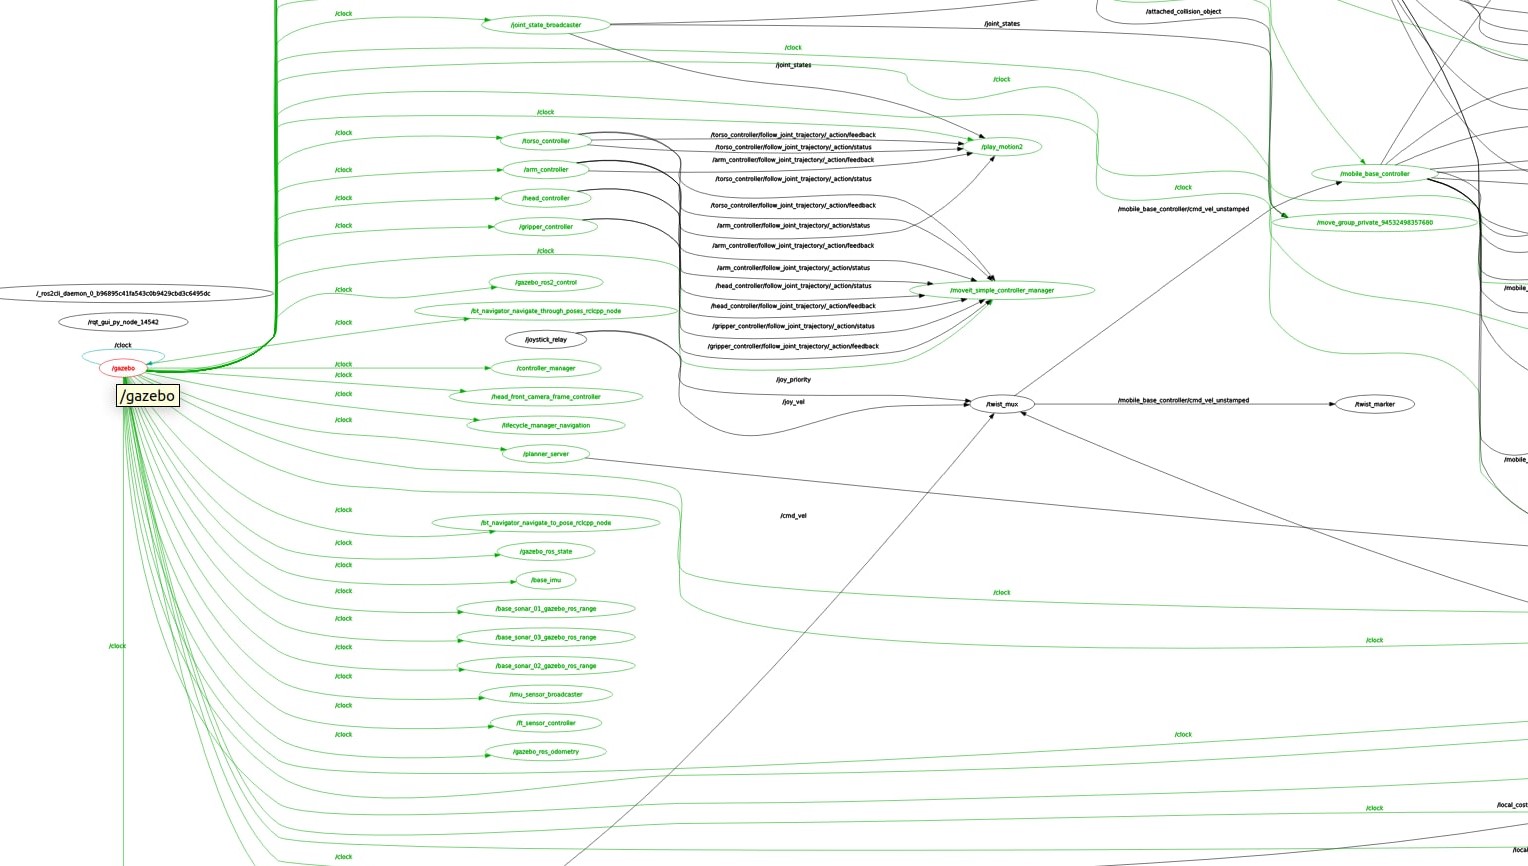 /clock
/joint_state_broadcaster
/joint_states
/attached_collision_object
/clock
/joint_states
/clock
/clock
/clock
/torso_controller
/torso_controller/follow_joint_trajectory/_action/feedback
/torso_controller/follow_joint_trajectory/_action/status
/play_motion2
/arm_controller/follow_joint_trajectory/_action/feedback
/clock
/arm_controller
/torso_controller/follow_joint_trajectory/_action/status
/mobile_base_controller
/clock
/clock
/head_controller
/torso_controller/follow_joint_trajectory/_action/feedback
/mobile_base_controller/cmd_vel_unstamped
/clock
/gripper_controller
/arm_controller/follow_joint_trajectory/_action/status
/move_group_private_94532498357680
/clock
/arm_controller/follow_joint_trajectory/_action/feedback
/arm_controller/follow_joint_trajectory/_action/status
/clock
/gazebo_ros2_control
/head_controller/follow_joint_trajectory/_action/status
/moveit_simple_controller_manager
/mobile_
/_ros2cli_daemon_0_b96895c41fa543c0b9429cbd3c6495dc
/head_controller/follow_joint_trajectory/_action/feedback
/bt_navigator_navigate_through_poses_rclcpp_node
/rqt_gui_py_node_14542
/clock
/gripper_controller/follow_joint_trajectory/_action/status
/joystick_relay
/gripper_controller/follow_joint_trajectory/_action/feedback
/clock
/gazebo
/clock
/controller_manager
/clock
/joy_priority
/gazebo
/clock
/head_front_camera_frame_controller
/joy_vel
/twist_mux
/mobile_base_controller/cmd_vel_unstamped
/twist_marker
/clock
/lifecycle_manager_navigation
/planner_server
/mobile_
/clock
/cmd_vel
/bt_navigator_navigate_to_pose_rclcpp_node
/clock
/gazebo_ros_state
/clock
/base_imu
/clock
/clock
/base_sonar_01_gazebo_ros_range
/clock
/base_sonar_03_gazebo_ros_range
/clock
/clock
/clock
/base_sonar_02_gazebo_ros_range
/clock
/imu_sensor_broadcaster
/clock
/ft_sensor_controller
/clock
/clock
/gazebo_ros_odometry
/clock
/local_cost
/local
/clock